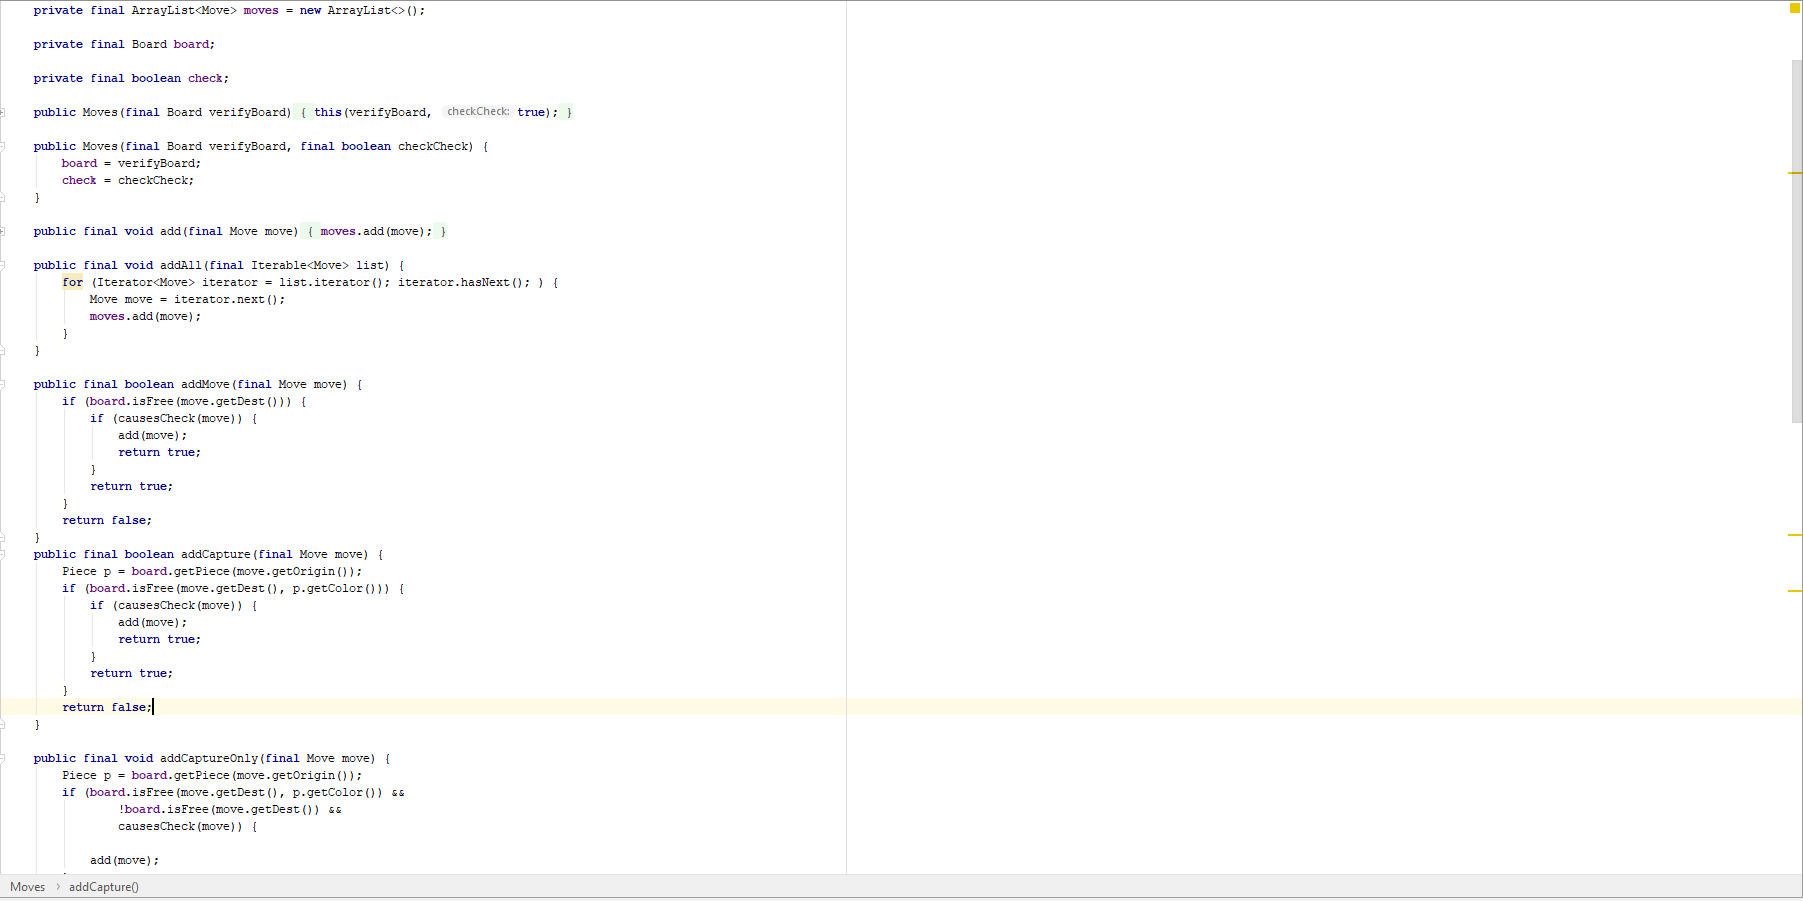 private final ArrayList<Move> moves = new ArrayList<>();
private final Board board;
private final boolean check;
public Moves(final Board verifyBoard) { this(verifyBoard, checkCheck: true); }
public Moves(final Board verifyBoard, final boolean checkCheck) {
board = verifyBoard;
check = checkCheck;
}
public final void add(final Move move) { moves.add(move); }
public final void addAll(final Iterable<Move> list) {
for (Iterator<Move> iterator = list.iterator(); iterator.hasNext(); ) {
Move move = iterator.next();
moves.add(move);
}
}
public final boolean addMove(final Move move) {
if (board.isFree(move.getDest())) {
if (causesCheck(move)) {
add(move);
return true;
}
return true;
}
return false;
}
public final boolean addCapture(final Move move) {
Piece p = board.getPiece(move.getOrigin());
if (board.isFree(move.getDest(), p.getColor())) {
if (causesCheck(move)) {
add(move);
return true;
}
return true;
}
return false;
}
public final void addCaptureOnly(final Move move) {
Piece p = board.getPiece(move.getOrigin());
if (board.isFree(move.getDest(), p.getColor()) &&
!board.isFree(move.getDest()) &&
causesCheck(move)) {
add(move);
Moves › addCapture()